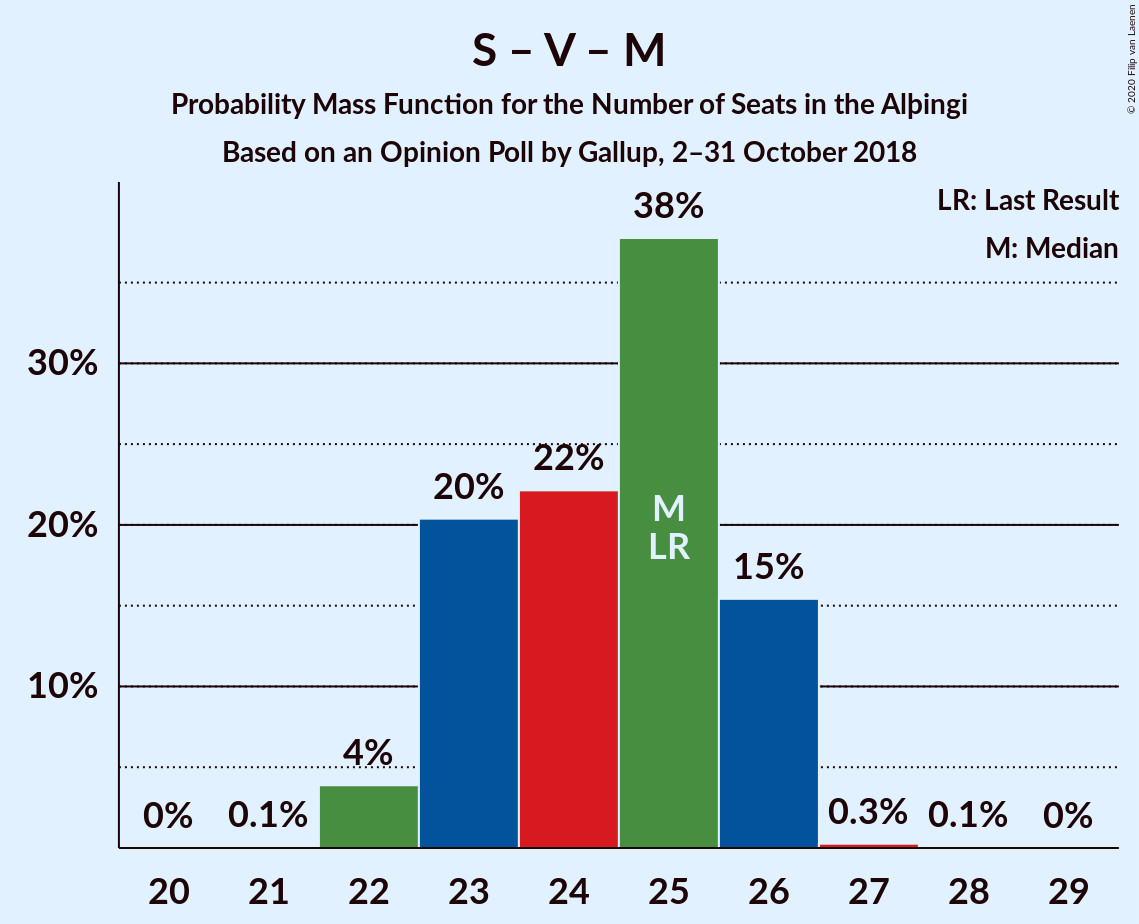 S – V – M
Probability Mass Function for the Number of Seats in the Alþingi
Based on an Opinion Poll by Gallup, 2–31 October 2018
© 2020 Filip van Laenen
LR: Last Result
M: Median
38%
30%
22%
20%
M
LR
20%
15%
10%
4%
0%
0.1%
0.3%
0.1%
0%
20 21 22 23 24 25 26 27 28 29